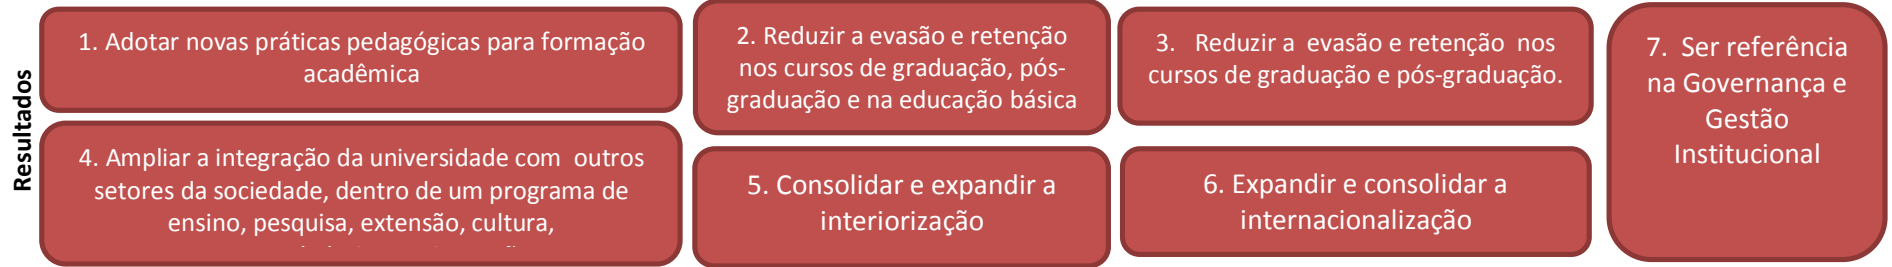 Resultados
1. Adotar novas práticas pedagógicas para formação
acadêmica
2. Reduzir a evasão e retenção
nos cursos de graduação, pós-
graduação e na educação básica
3. Reduzir a evasão e retenção nos
cursos de graduação e pós-graduação.
4. Ampliar a integração da universidade com outros
setores da sociedade, dentro de um programa de
ensino, pesquisa, extensão, cultura,
5. Consolidar e expandir a
interiorização
6. Expandir e consolidar a
internacionalização
7. Ser referência
na Governança e
Gestão
Institucional